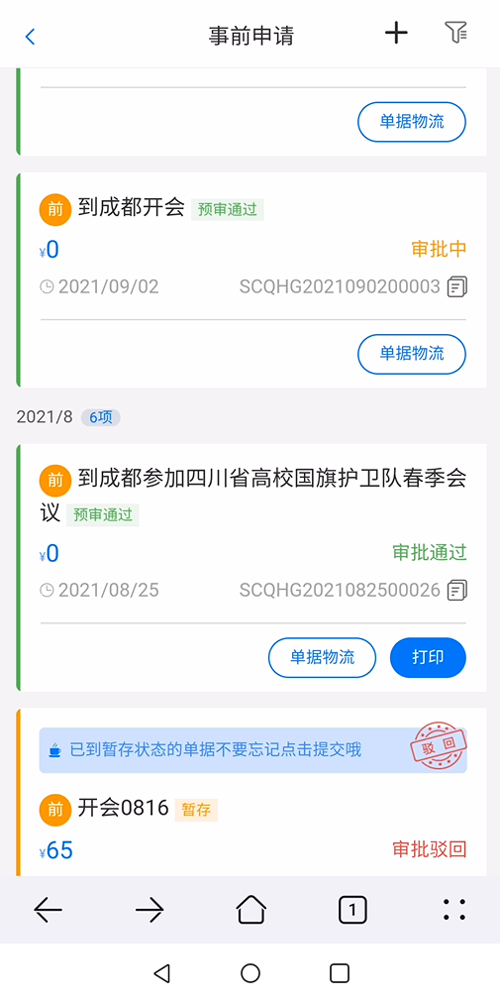 事前申请
单据物流
前 到成都开会 预审通过
¥0 审批中
2021/09/02 SCQHG2021090200003
单据物流
2021/8 6项
前 到成都参加四川省高校国旗护卫队春季会
议 预审通过
¥0 审批通过
2021/08/25 SCQHG2021082500026
单据物流 打印
已到暂存状态的单据不要忘记点击提交哦 驳回
前 开会0816 暂存
¥65 审批驳回
1